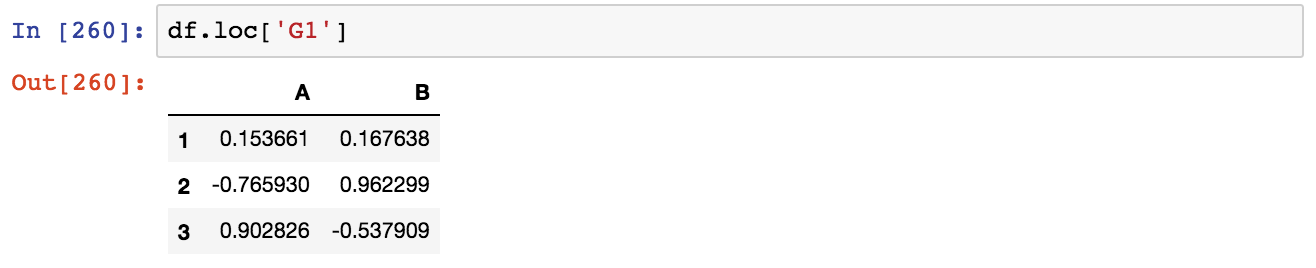 In [260]: df.loc['G1']
Out[260]:
A B
1 0.153661 0.167638
2 -0.765930 0.962299
3 0.902826 -0.537909